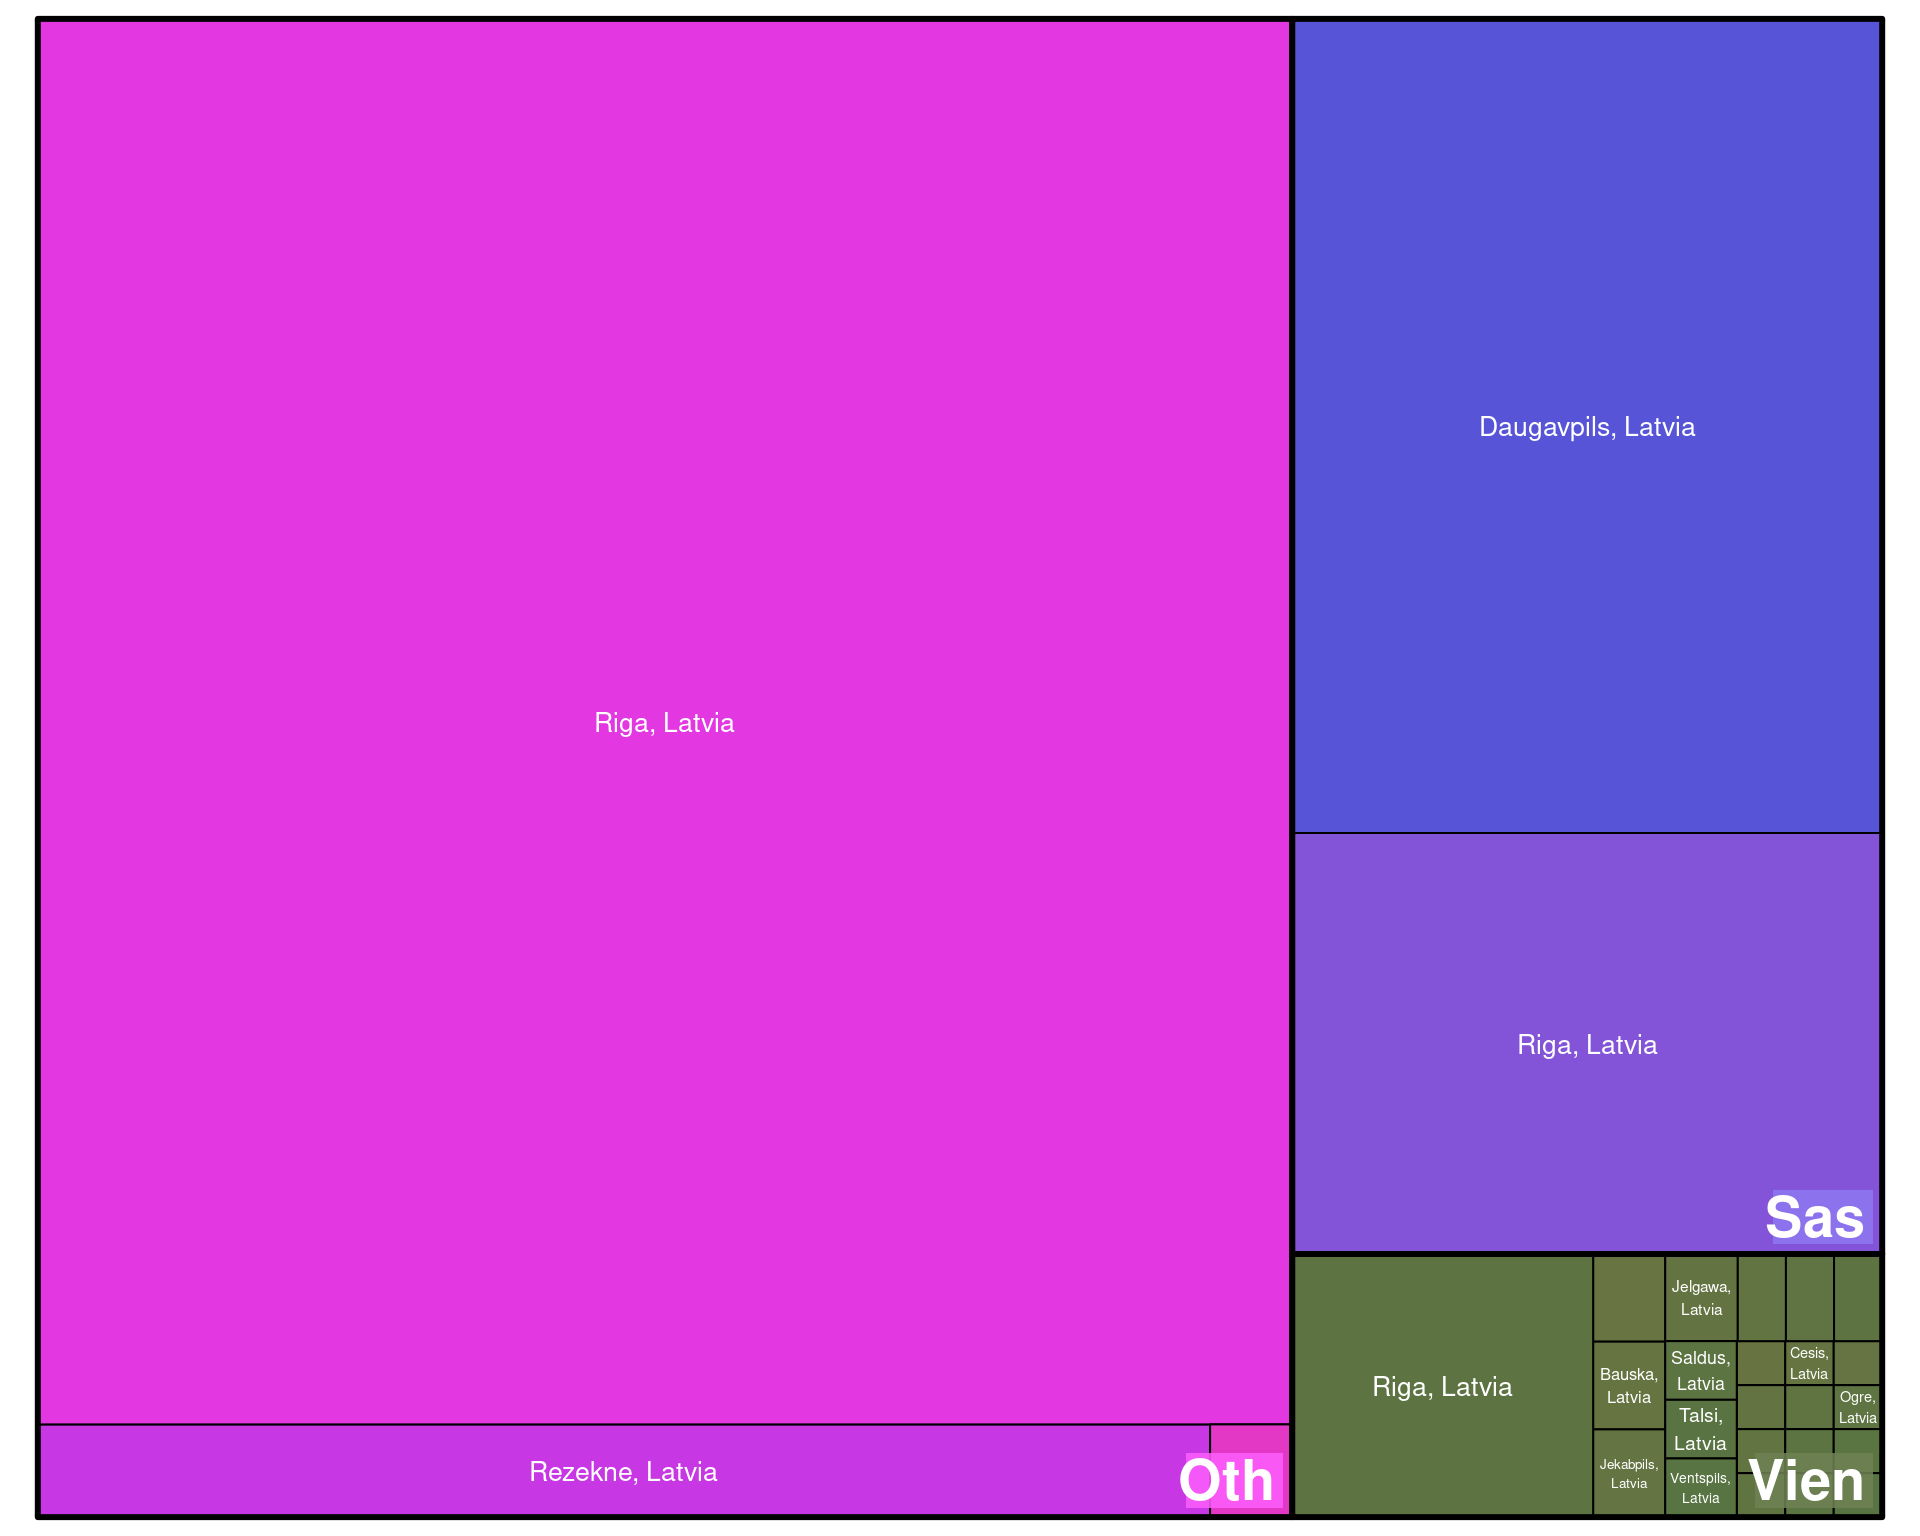 Riga, Latvia
Rezekne, Latvia
Oth
Daugavpils, Latvia
Riga, Latvia
Sas
Riga, Latvia
Bauska,
Latvia
Jekabpils,
Latvia
Jelgawa,
Latvia
Saldus,
Latvia
Talsi,
Latvia
Ventspils,
Latvia
Cesis,
Latvia
Ogre,
Latvia
Vien